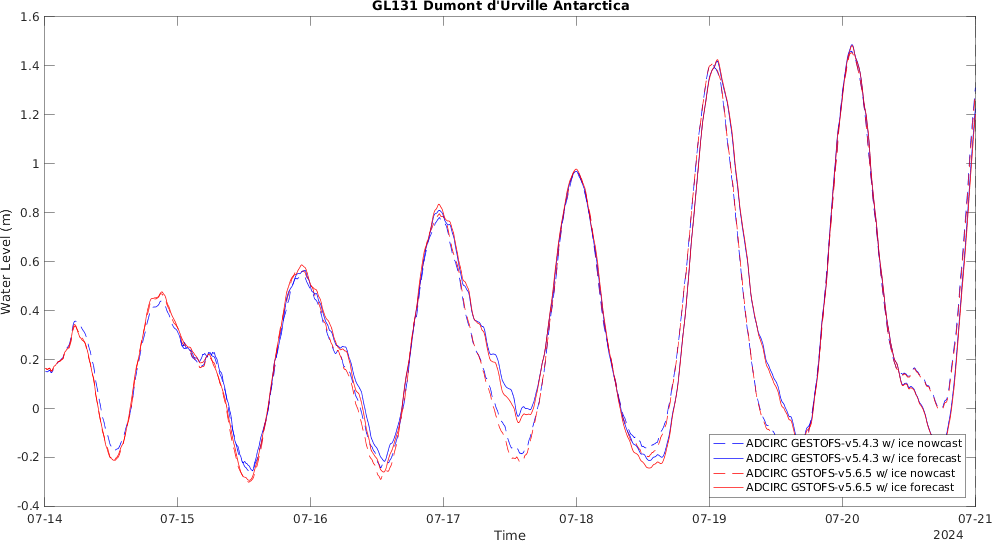 GL131 Dumont d'Urville Antarctica
1.6
1.4
1.2
1
0.8
0.6
0.4
0.2
0
-0.2
-0.4
Water Level (m)
ADCIRC GESTOFS-v5.4.3 w/ ice nowcast
ADCIRC GESTOFS-v5.4.3 w/ ice forecast
ADCIRC GSTOFS-v5.6.5 w/ ice nowcast
ADCIRC GSTOFS-v5.6.5 w/ ice forecast
07-14 07-15 07-16 07-17 07-18 07-19 07-20 07-21
Time
2024